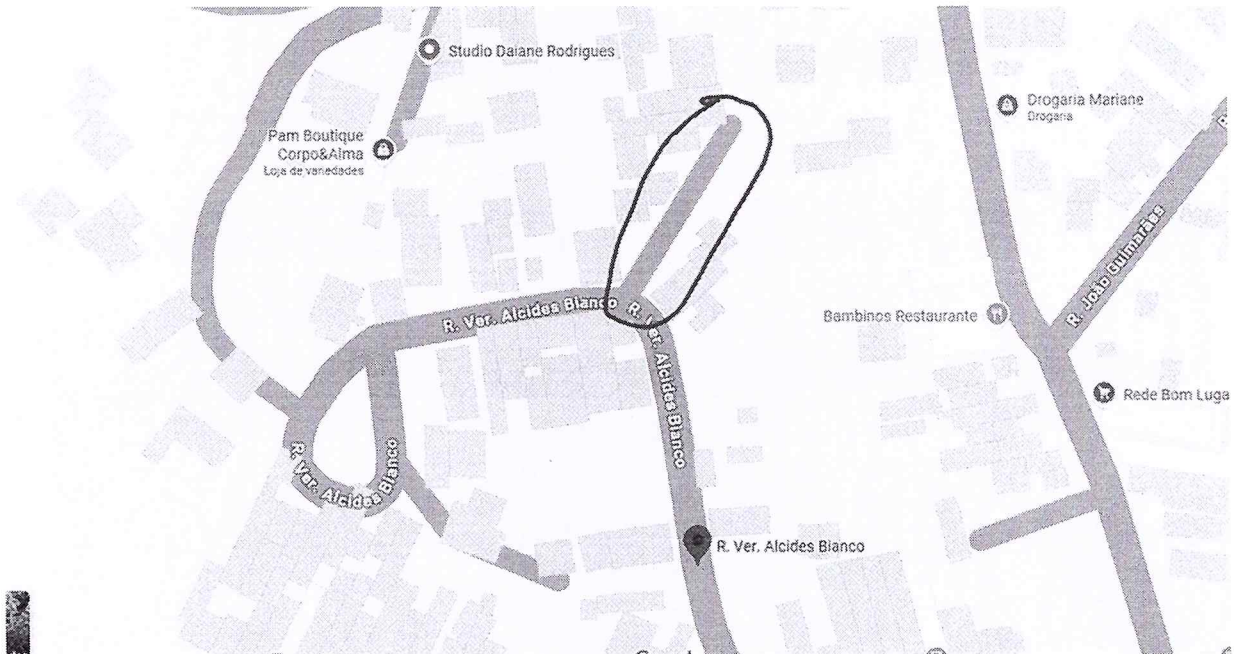 Studio Daiane Rodrigues
Pam Boutique
Corpo&Alma
Loja de variedades
Drogaria Mariane
Drogaria
R. João Guimarães
R. Ver. Alcides Bianco
R. Ver. Alcides Bianco
Bambinos Restaurante
Rede Bom Luga
R. Ver. Alcides Bianco
R. Ver. Alcides Bianco